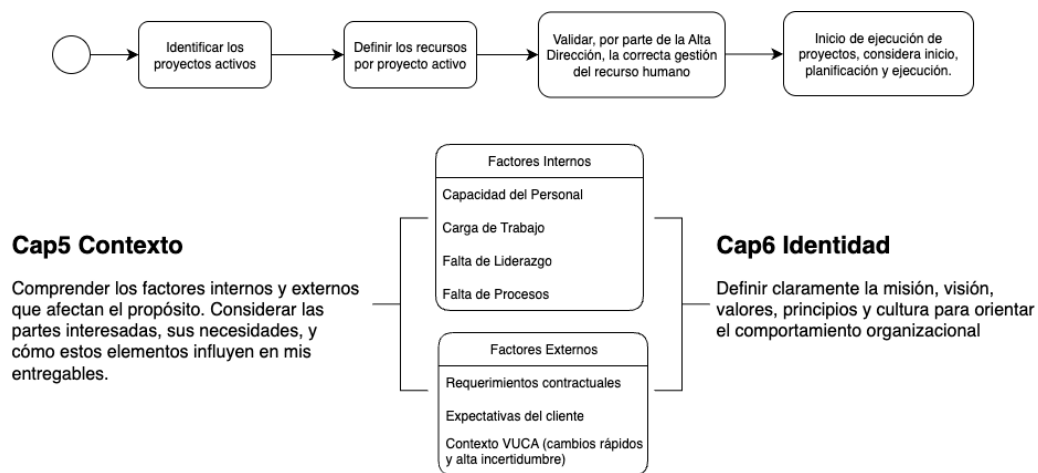 Identificar los
proyectos activos
Definir los recursos
por proyecto activo
Validar, por parte de la Alta
Dirección, la correcta gestión
del recurso humano
Inicio de ejecución de
proyectos, considera inicio,
planificación y ejecución.
Cap5 Contexto
Comprender los factores internos y externos
que afectan el propósito. Considerar las
partes interesadas, sus necesidades, y
cómo estos elementos influyen en mis
entregables.
Factores Internos
Capacidad del Personal
Carga de Trabajo
Falta de Liderazgo
Falta de Procesos
Factores Externos
Requerimientos contractuales
Expectativas del cliente
Contexto VUCA (cambios rápidos
y alta incertidumbre)
Cap6 Identidad
Definir claramente la misión, visión,
valores, principios y cultura para orientar
el comportamiento organizacional